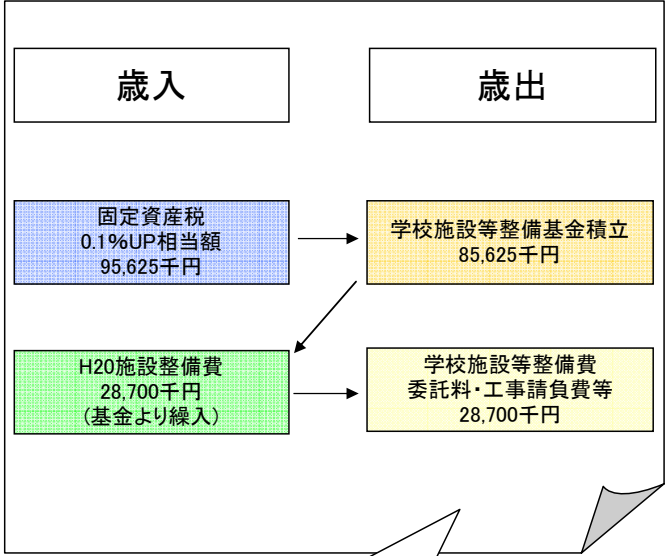 歳入
歳出
固定資産税
0.1%UP相当額
95,625千円
学校施設等整備基金積立
85,625千円
H20施設整備費
28,700千円
(基金より繰入)
学校施設等整備費
委託料・工事請負費等
28,700千円